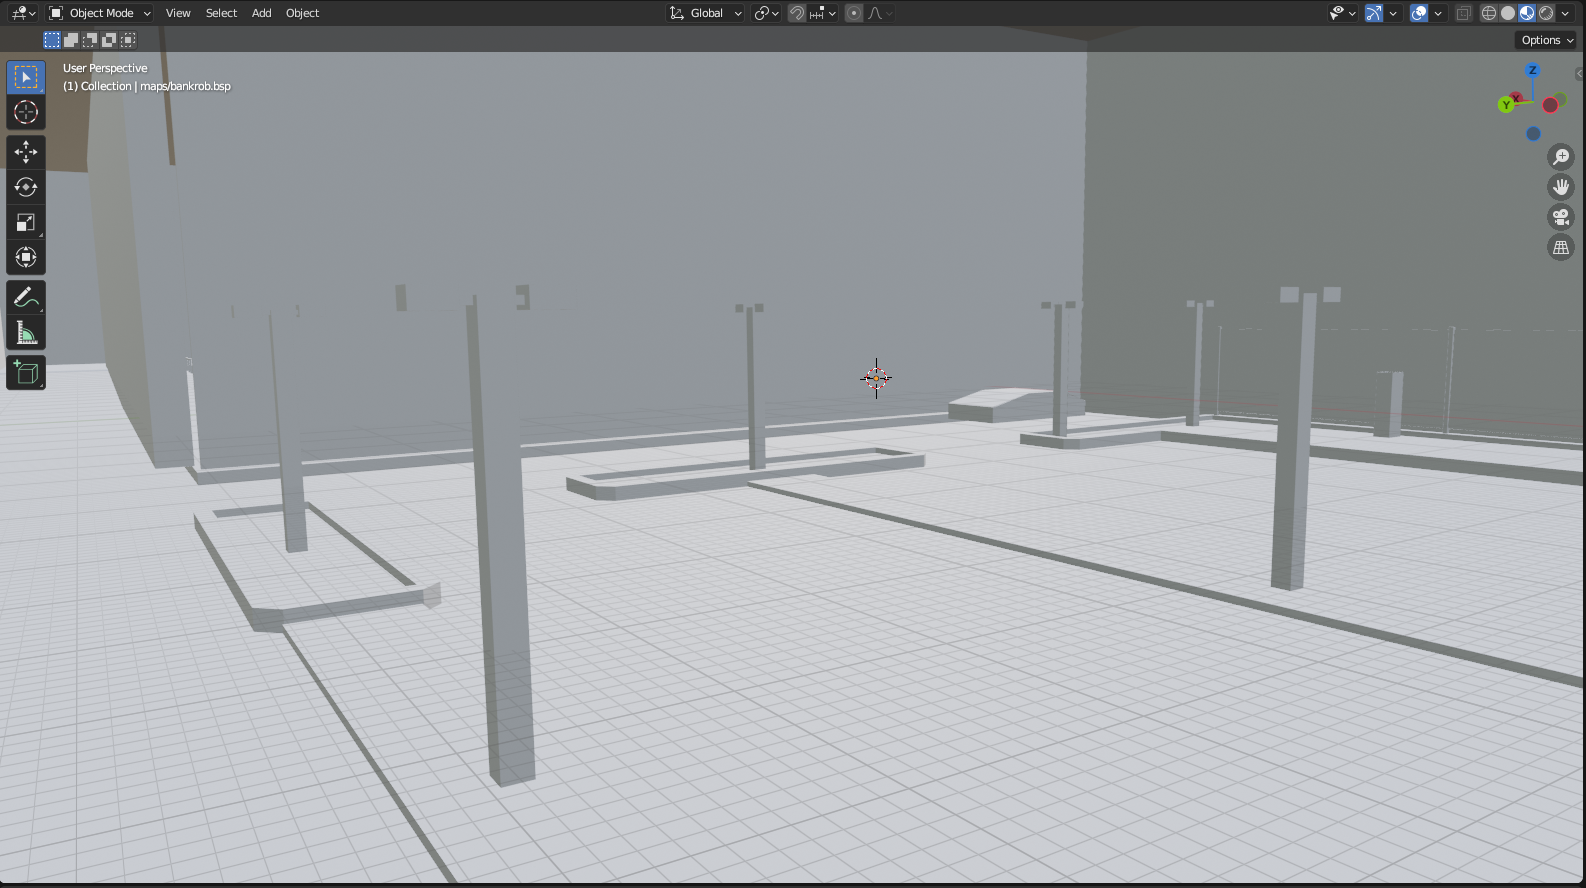 Object Mode View Select Add Object Global
Options
User Perspective
(1) Collection | maps/bankrob.bsp
Z
X
Y